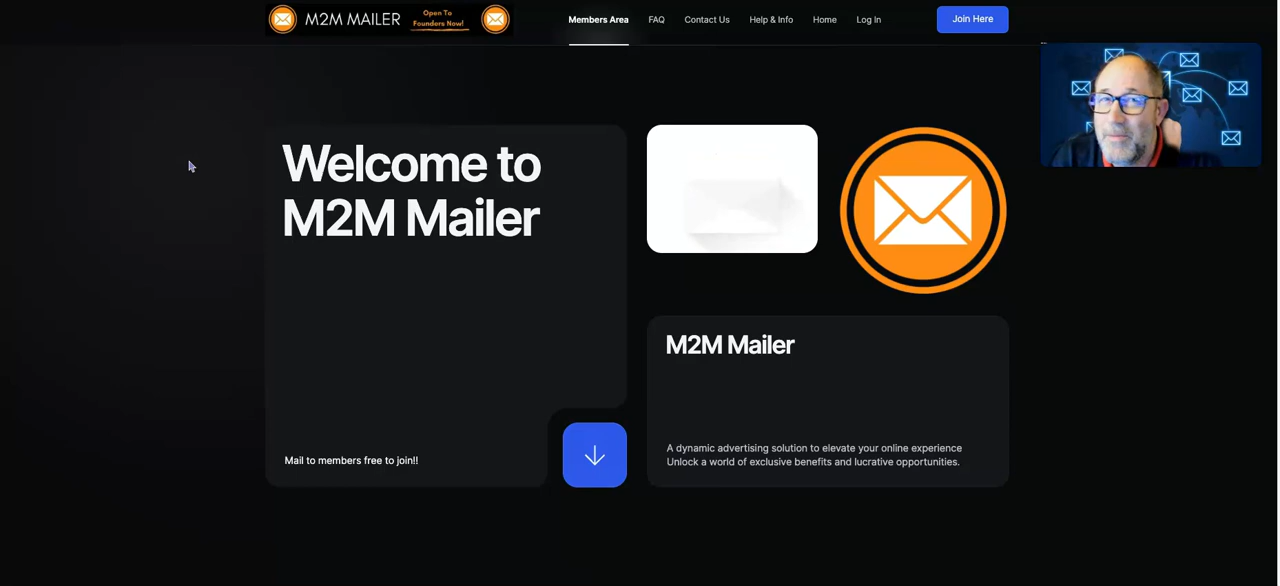 M2M MAILER
Open To
Founders Now!
Members Area
FAQ
Contact Us
Help & Info
Home
Log In
Join Here
Welcome to
M2M Mailer
Mail to members free to join!!
M2M Mailer
A dynamic advertising solution to elevate your online experience
Unlock a world of exclusive benefits and lucrative opportunities.